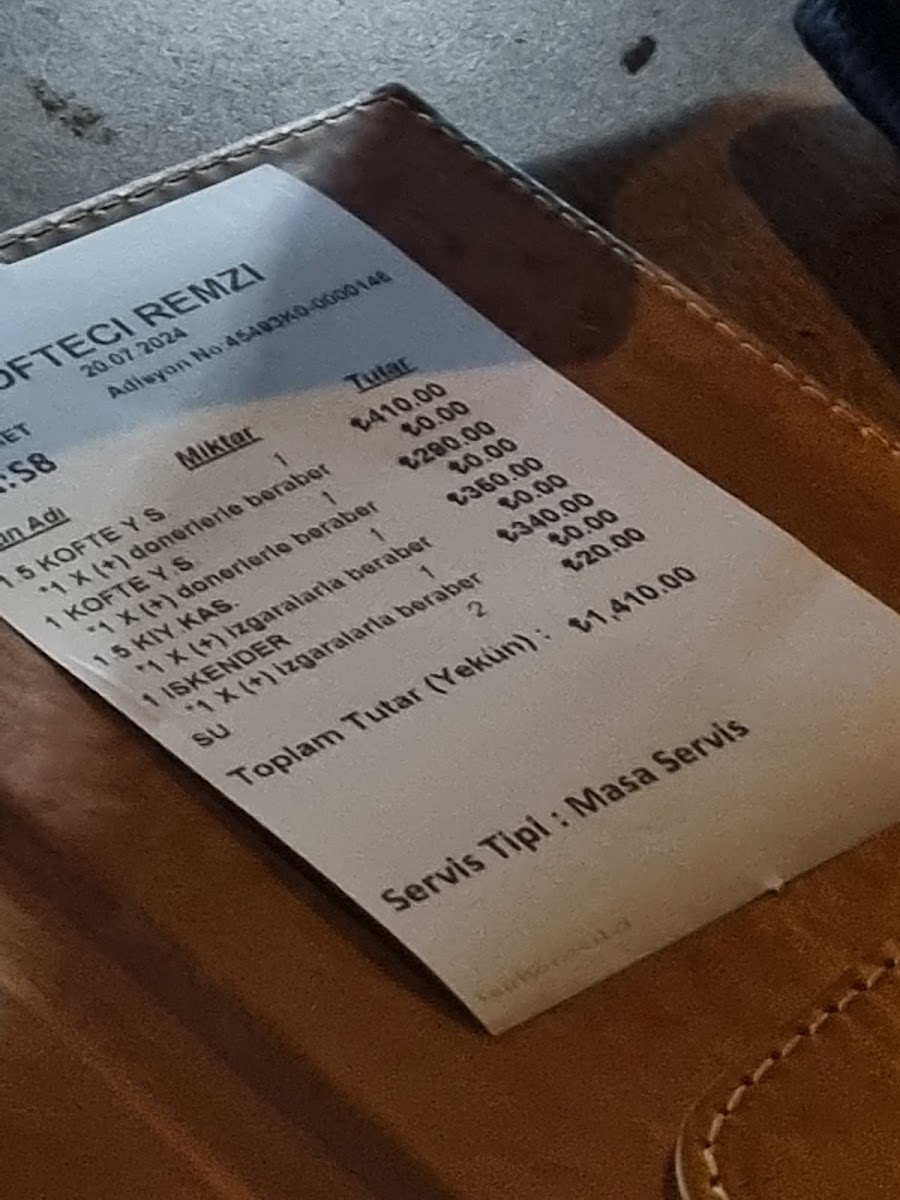 OFTECI REMZI
20.07.2024
Adisyon No
:58
Adı Miktar Tutar
1.5 KOFTE Y.S. 1 ₺410.00
*1 X (+) donerlerle beraber ₺0.00
1 KOFTE Y.S. 1 ₺280.00
*1 X (+) donerlerle beraber ₺0.00
1.5 KIY.KAS. 1 ₺360.00
*1 X (+) izgaralarla beraber ₺0.00
1 ISKENDER 1 ₺340.00
*1 X (+) izgaralarla beraber ₺0.00
SU 2 ₺20.00
Toplam Tutar (Yekün) : ₺1,410.00
Servis Tipi : Masa Servis